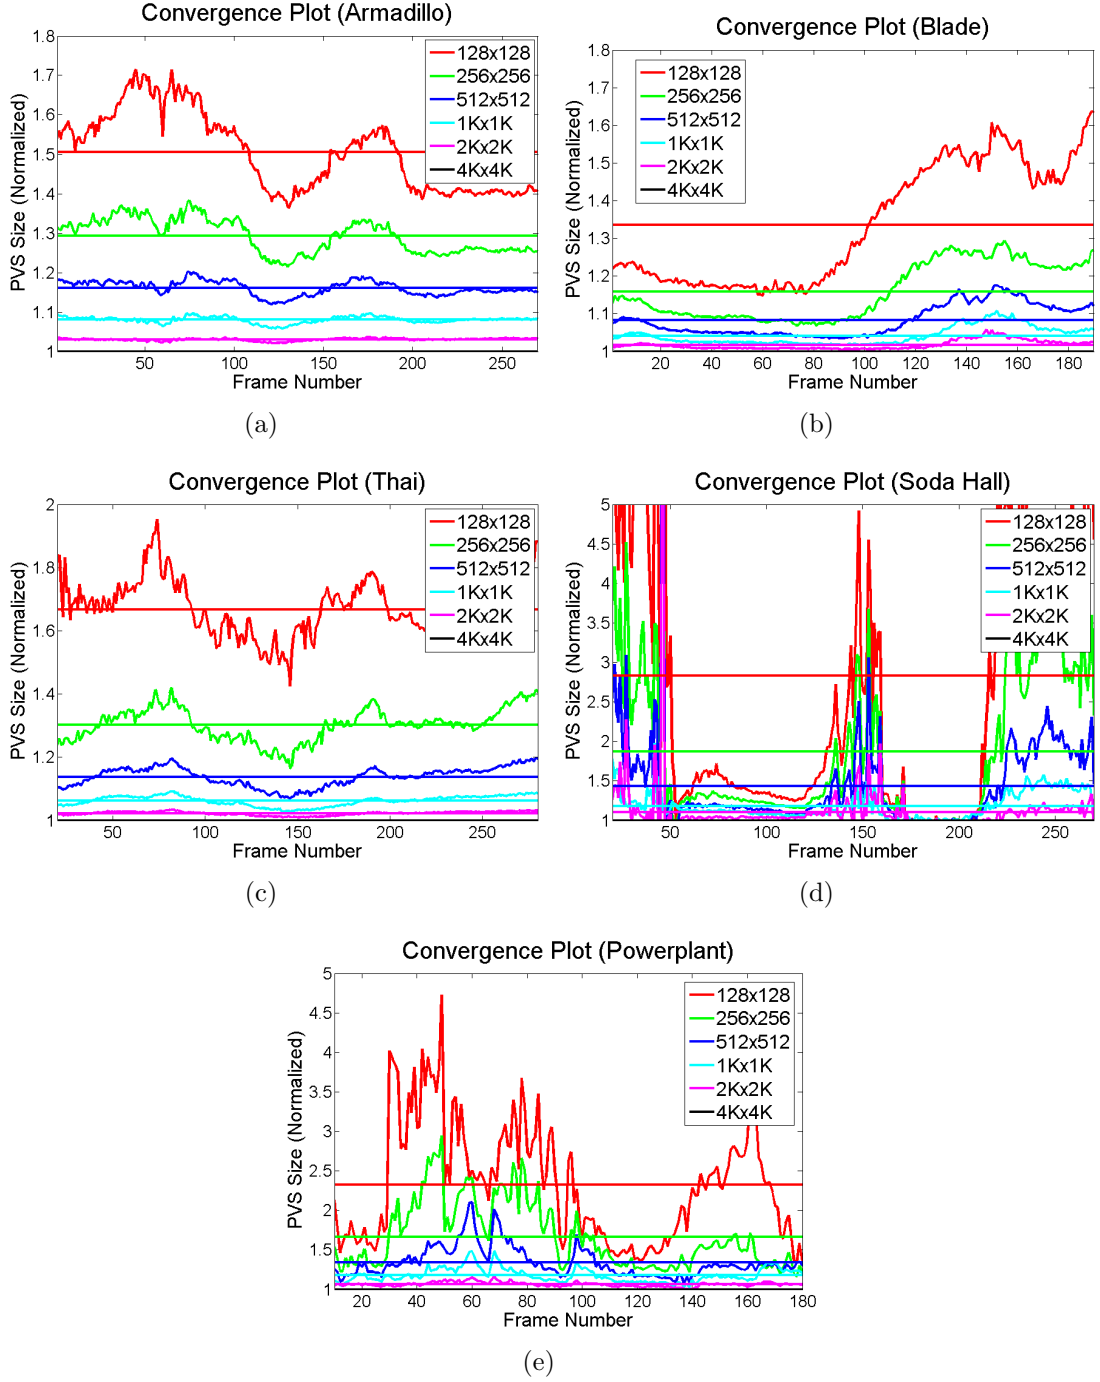 Convergence Plot (Armadillo)
PVS Size (Normalized)
1.8
1.7
1.6
1.5
1.4
1.3
1.2
1.1
1
50
100
150
200
250
Frame Number
128x128
256x256
512x512
1Kx1K
2Kx2K
4Kx4K
(a)
Convergence Plot (Blade)
PVS Size (Normalized)
1.8
1.7
1.6
1.5
1.4
1.3
1.2
1.1
1
20
40
60
80
100
120
140
160
180
Frame Number
128x128
256x256
512x512
1Kx1K
2Kx2K
4Kx4K
(b)
Convergence Plot (Thai)
PVS Size (Normalized)
2
1.8
1.6
1.4
1.2
1
50
100
150
200
250
Frame Number
128x128
256x256
512x512
1Kx1K
2Kx2K
4Kx4K
(c)
Convergence Plot (Soda Hall)
PVS Size (Normalized)
5
4.5
4
3.5
3
2.5
2
1.5
1
50
100
150
200
250
Frame Number
128x128
256x256
512x512
1Kx1K
2Kx2K
4Kx4K
(d)
Convergence Plot (Powerplant)
PVS Size (Normalized)
5
4.5
4
3.5
3
2.5
2
1.5
1
20
40
60
80
100
120
140
160
180
Frame Number
128x128
256x256
512x512
1Kx1K
2Kx2K
4Kx4K
(e)